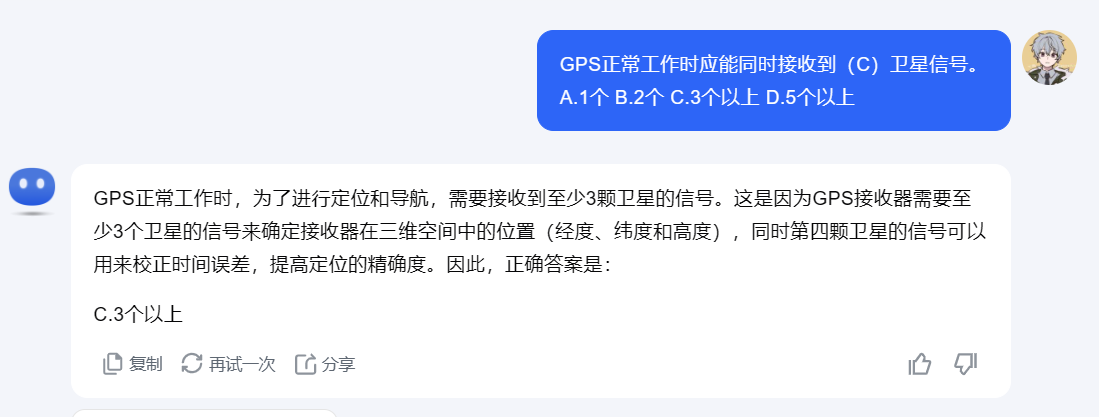 GPS正常工作时应能同时接收到（C）卫星信号。
A.1个 B.2个 C.3个以上 D.5个以上
GPS正常工作时，为了进行定位和导航，需要接收到至少3颗卫星的信号。这是因为GPS接收器需要至
少3个卫星的信号来确定接收器在三维空间中的位置（经度、纬度和高度），同时第四颗卫星的信号可以
用来校正时间误差，提高定位的精确度。因此，正确答案是：
C.3个以上
复制 再试一次 分享